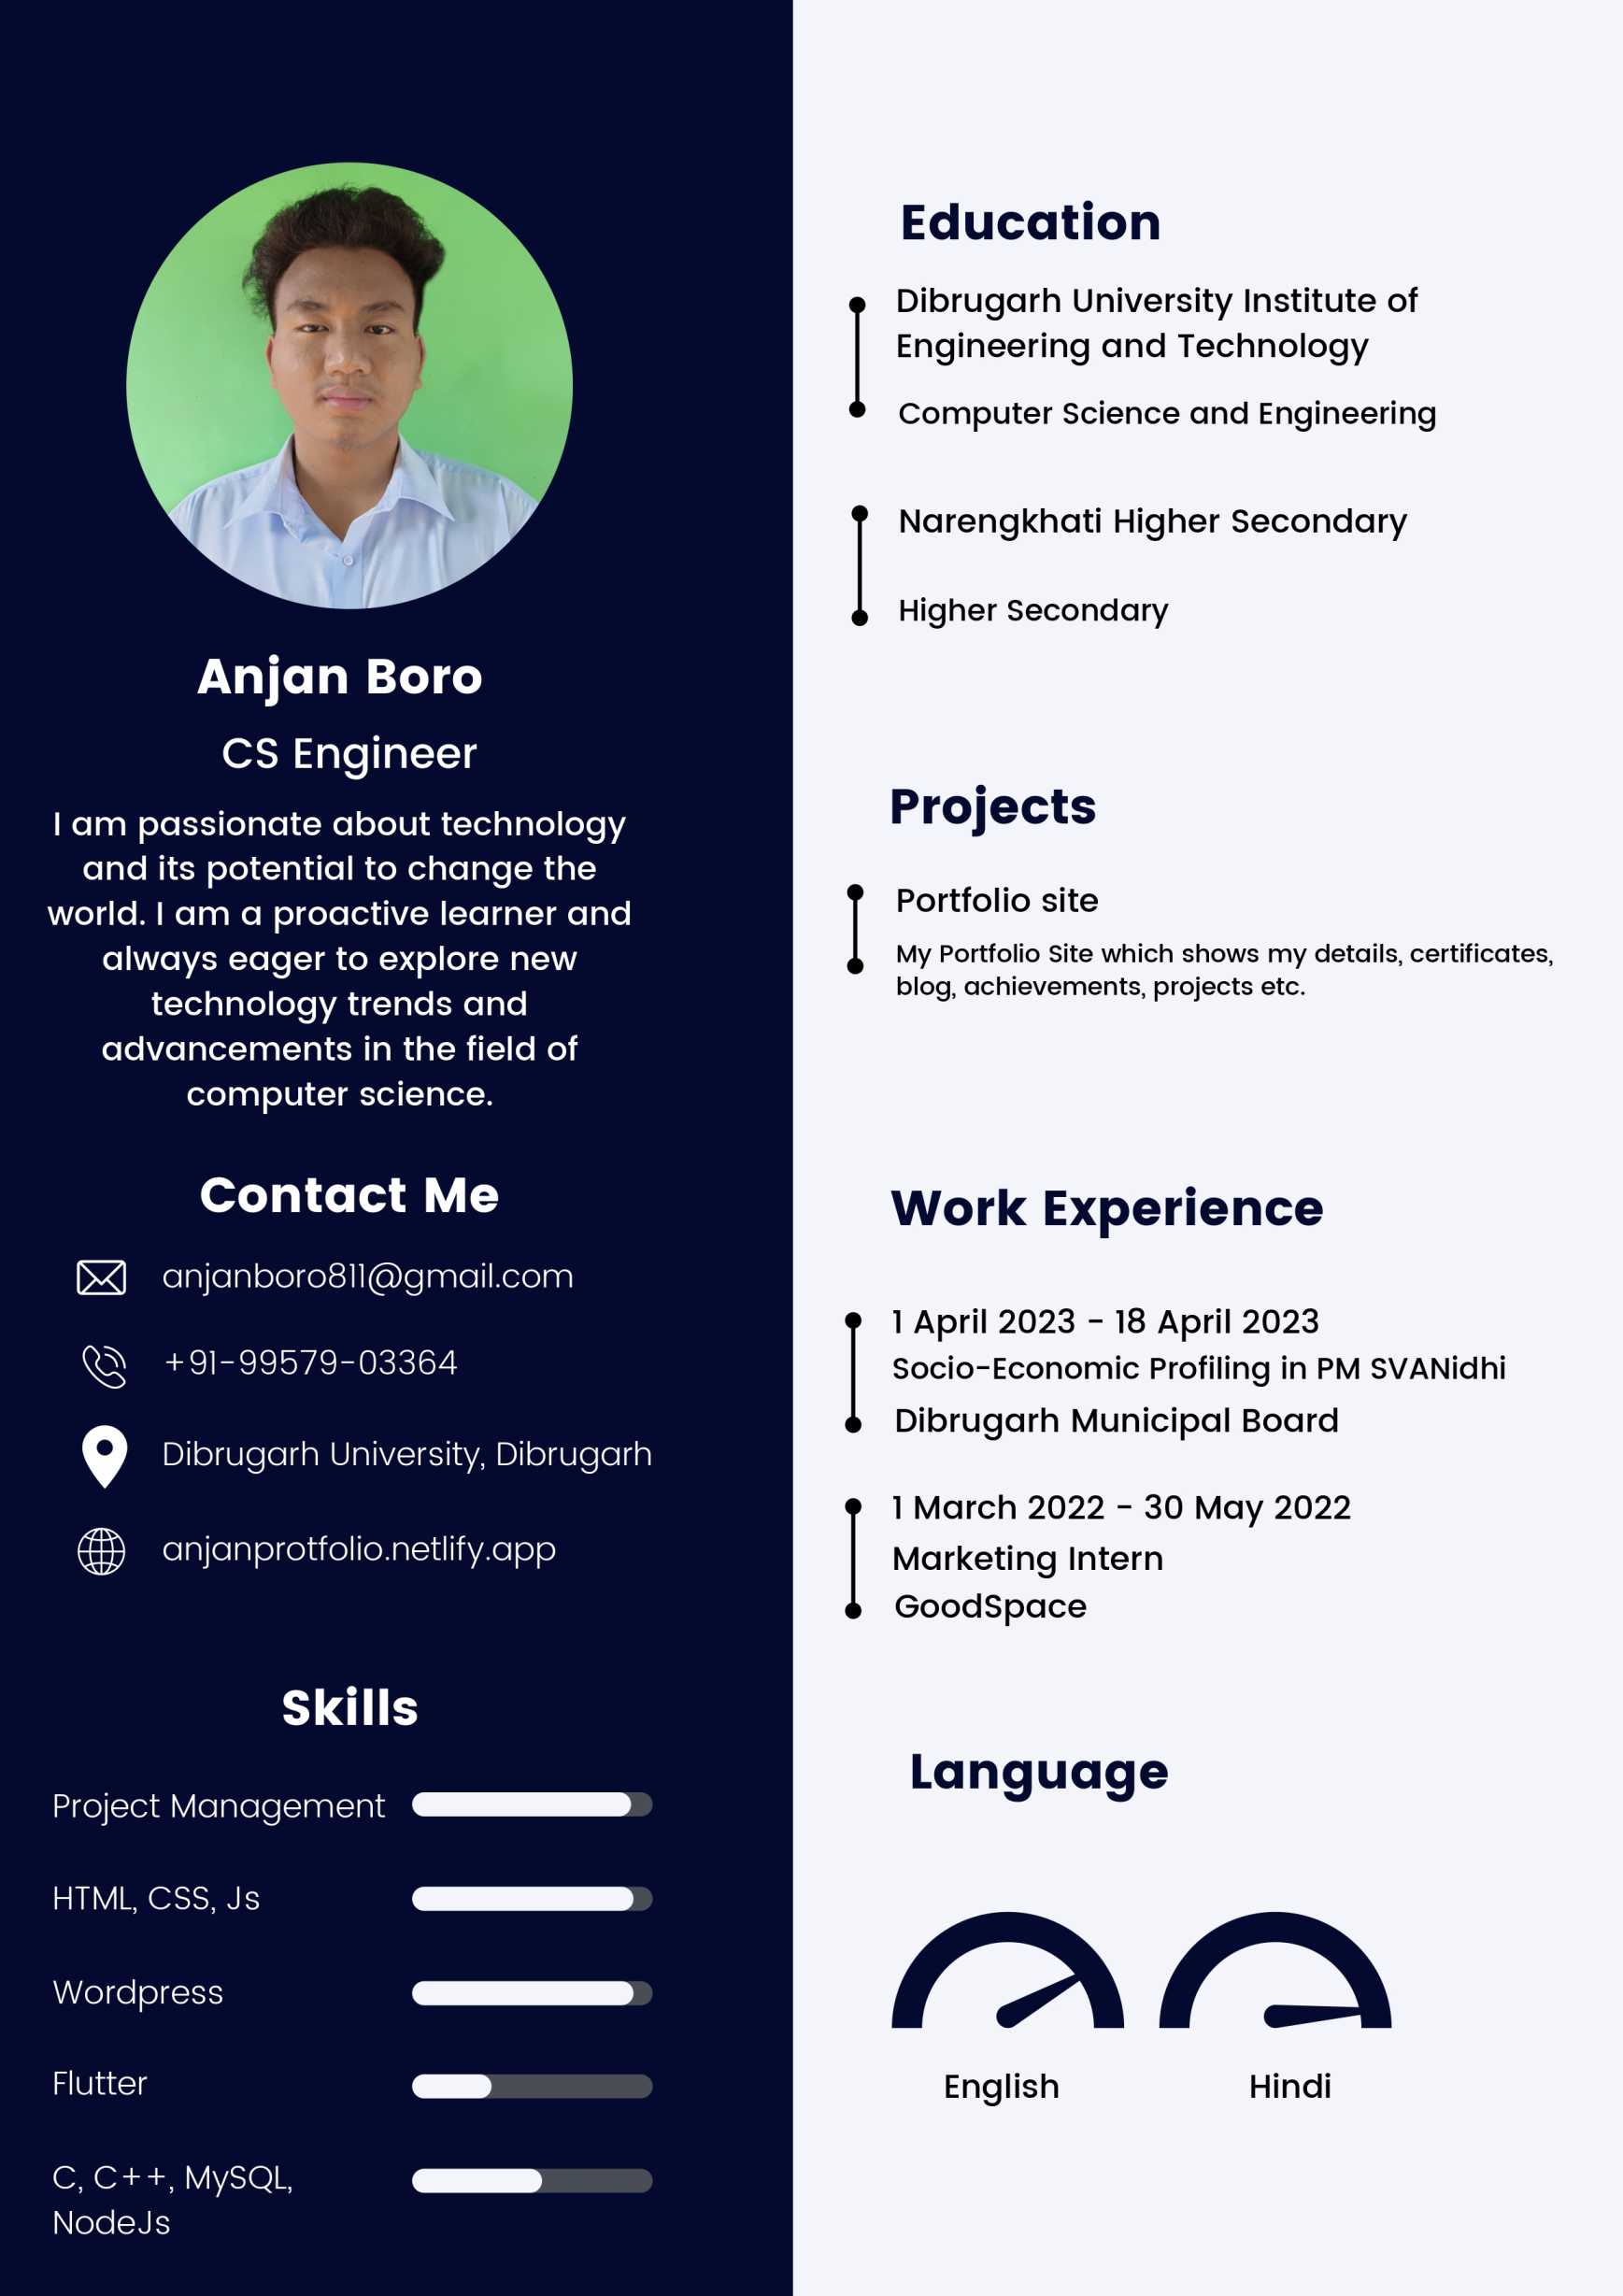 Anjan Boro
CS Engineer
I am passionate about technology
and its potential to change the
world. I am a proactive learner and
always eager to explore new
technology trends and
advancements in the field of
computer science.
Contact Me
anjanboro811@gmail.com
+91-99579-03364
Dibrugarh University, Dibrugarh
anjanprotfolio.netlify.app
Skills
Project Management
HTML, CSS, Js
Wordpress
Flutter
C, C++, MySQL,
NodeJs
Education
Dibrugarh University Institute of
Engineering and Technology
Computer Science and Engineering
Narengkhati Higher Secondary
Higher Secondary
Projects
Portfolio site
My Portfolio Site which shows my details, certificates,
blog, achievements, projects etc.
Work Experience
1 April 2023 - 18 April 2023
Socio-Economic Profiling in PM SVANidhi
Dibrugarh Municipal Board
1 March 2022 - 30 May 2022
Marketing Intern
GoodSpace
Language
English
Hindi